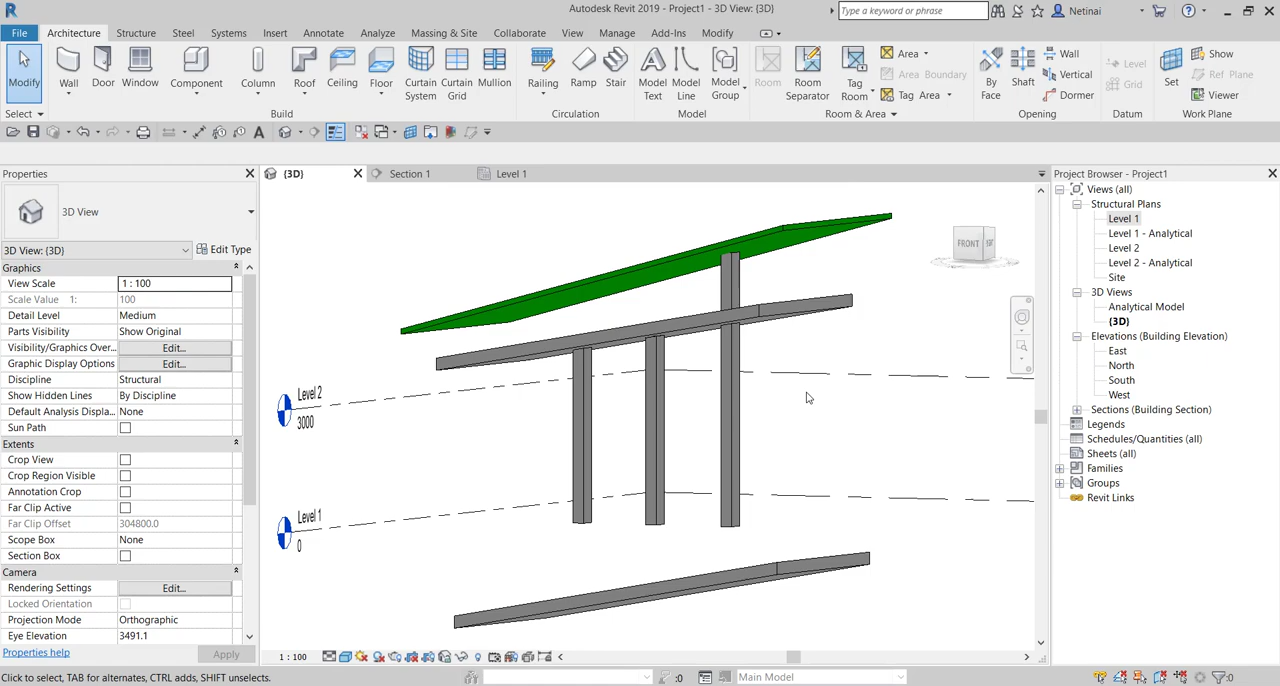 Autodesk Revit 2019 - Project1 - 3D View: {3D}
Type a keyword or phrase
Netinai
File Architecture Structure Steel Systems Insert Annotate Analyze Massing & Site Collaborate View Manage Add-Ins Modify
Modify
Wall
Door
Window
Component
Column
Roof
Ceiling
Floor
Curtain System
Curtain Grid
Mullion
Railing
Ramp
Stair
Model Text
Model Line
Model Group
Room
Room Separator
Tag Room
Area
Area Boundary
Tag Area
By Face
Shaft
Wall
Vertical
Dormer
Level
Grid
Set
Show
Ref Plane
Viewer
Select
Build
Circulation
Model
Room & Area
Opening
Datum
Work Plane
Properties
3D View
3D View: {3D}
Edit Type
Graphics
View Scale 1 : 100
Scale Value 1: 100
Detail Level Medium
Parts Visibility Show Original
Visibility/Graphics Over... Edit...
Graphic Display Options Edit...
Discipline Structural
Show Hidden Lines By Discipline
Default Analysis Displa... None
Sun Path
Extents
Crop View
Crop Region Visible
Annotation Crop
Far Clip Active
Far Clip Offset 304800.0
Scope Box None
Section Box
Camera
Rendering Settings Edit...
Locked Orientation
Projection Mode Orthographic
Eye Elevation 3491.1
Properties help
Apply
{3D}
Section 1
Level 1
FRONT
Level 2
3000
Level 1
0
1 : 100
Project Browser - Project1
Views (all)
Structural Plans
Level 1
Level 1 - Analytical
Level 2
Level 2 - Analytical
Site
3D Views
Analytical Model
{3D}
Elevations (Building Elevation)
East
North
South
West
Sections (Building Section)
Legends
Schedules/Quantities (all)
Sheets (all)
Families
Groups
Revit Links
Click to select, TAB for alternates, CTRL adds, SHIFT unselects.
:0
Main Model
:0